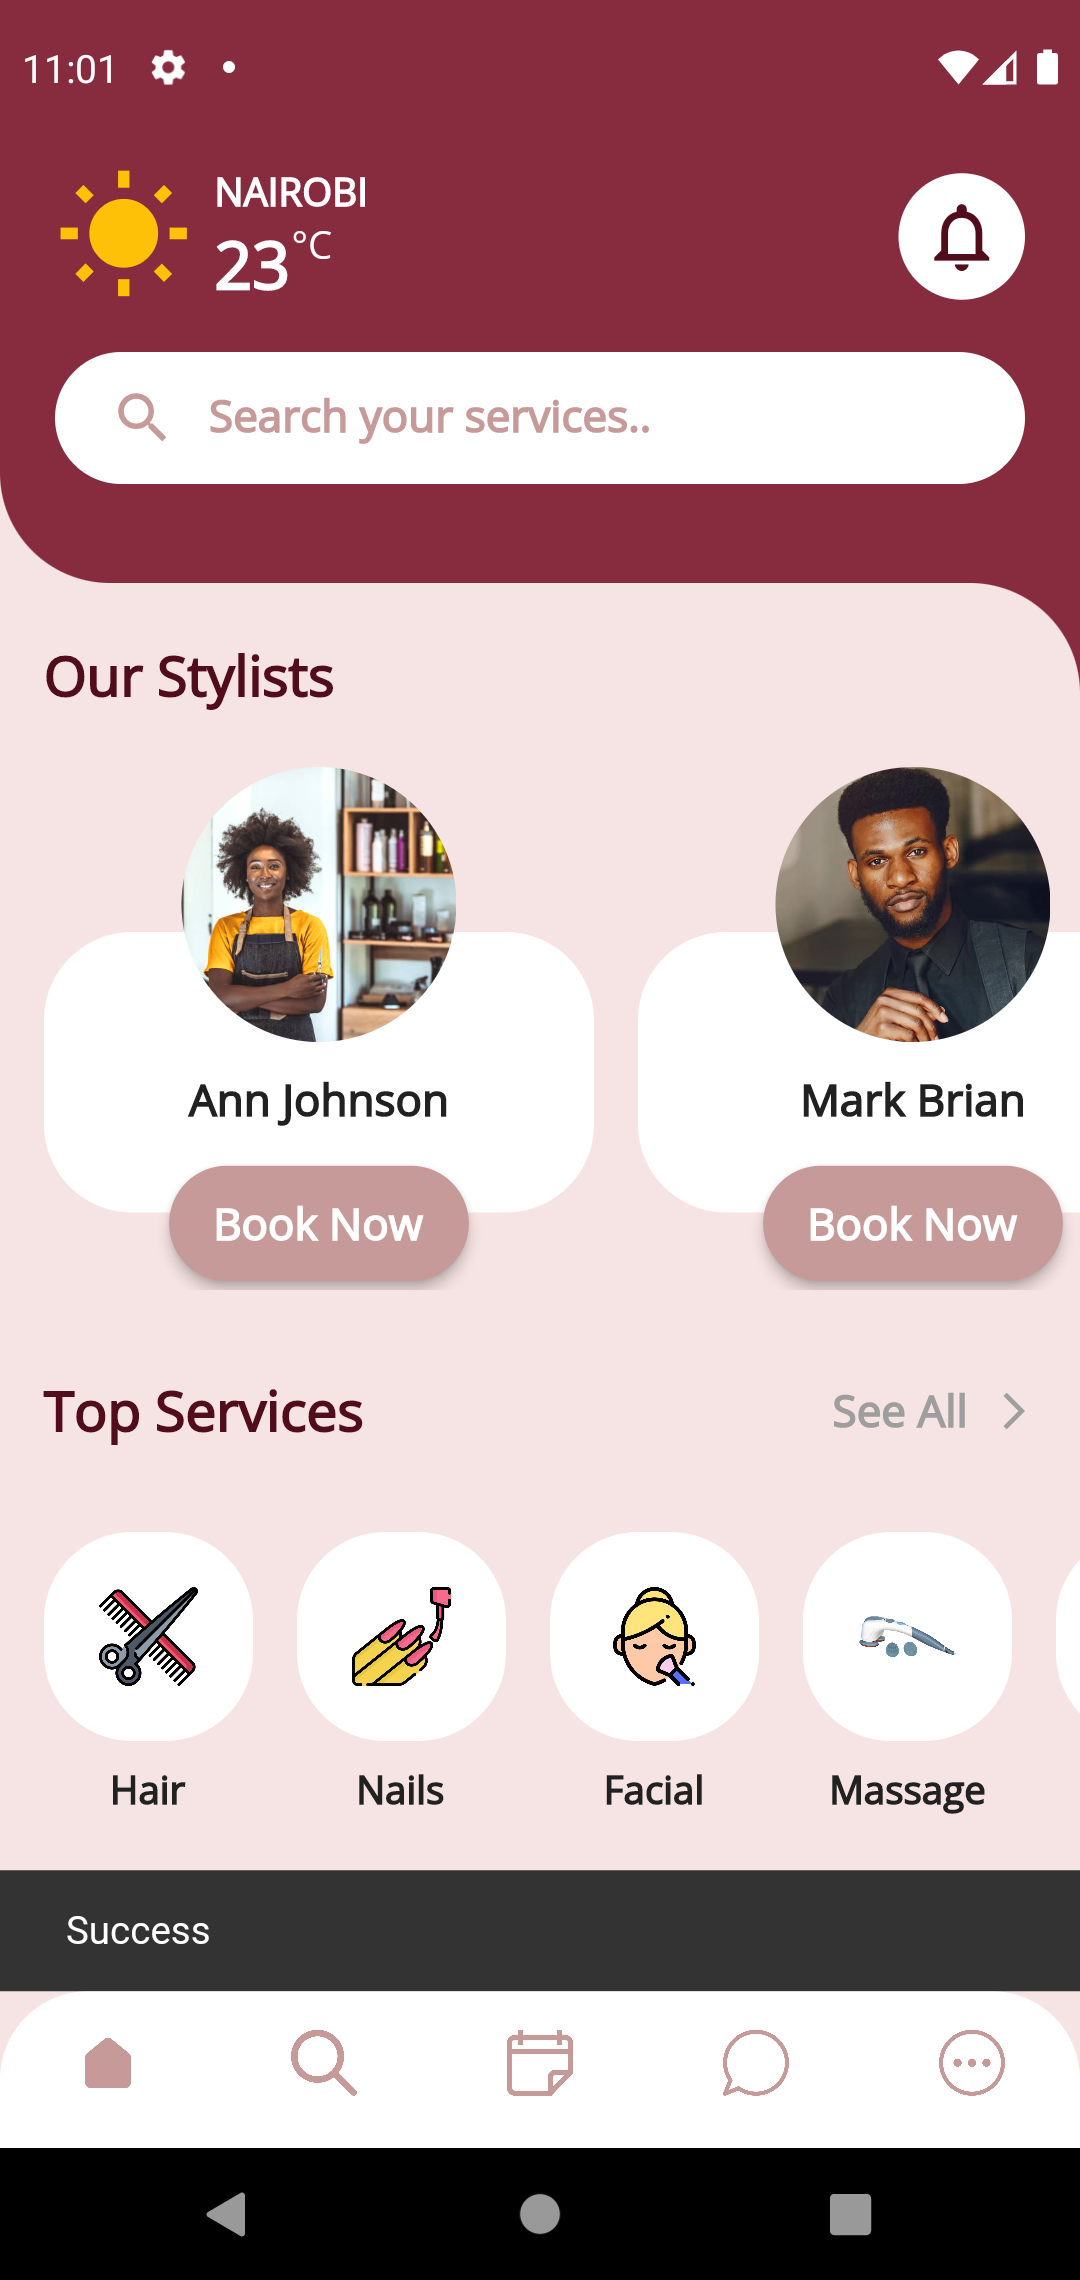 11:01
NAIROBI
23°C
Search your services..
Our Stylists
Ann Johnson
Mark Brian
Book Now
Book Now
Top Services
See All
Hair
Nails
Facial
Massage
Success